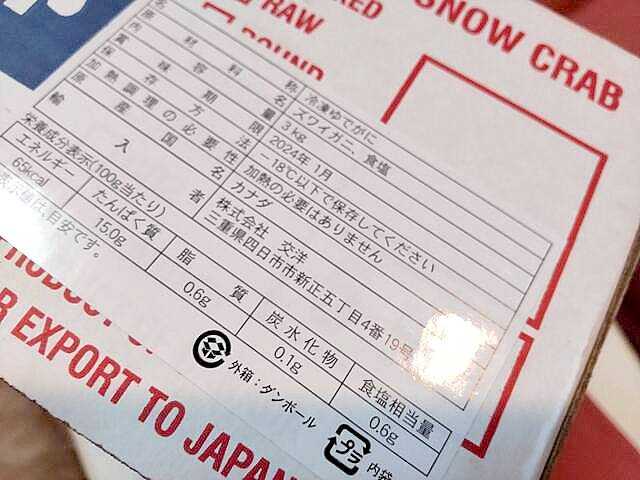 SNOW CRAB
RAW
ROUND
名 称 冷凍ゆでがに
原材料名 ズワイガニ、食塩
内容量 3kg
賞味期限 2024年 1月
保存方法 −18℃以下で保存してください
加熱調理の必要性 加熱の必要はありません
原産国 カナダ
輸入者 株式会社 交洋
三重県四日市市新正五丁目4番19号
栄養成分表示(100g当たり)
エネルギー たんぱく質 脂質 炭水化物 食塩相当量
66kcal 15.0g 0.6g 0.1g 0.6g
表示値は、目安です。
外箱：ダンボール
プラ 内袋
EXPORT TO JAPAN